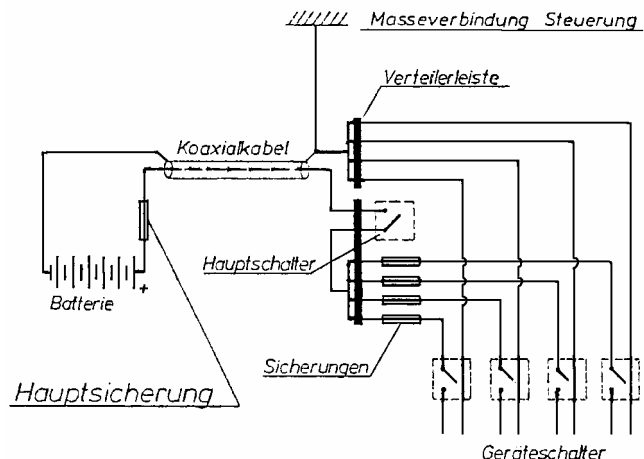 Masseverbindung Steuerung
Verteilerleiste
Koaxialkabel
Hauptschalter
Batterie
+
Sicherungen
Hauptsicherung
Geräteschalter